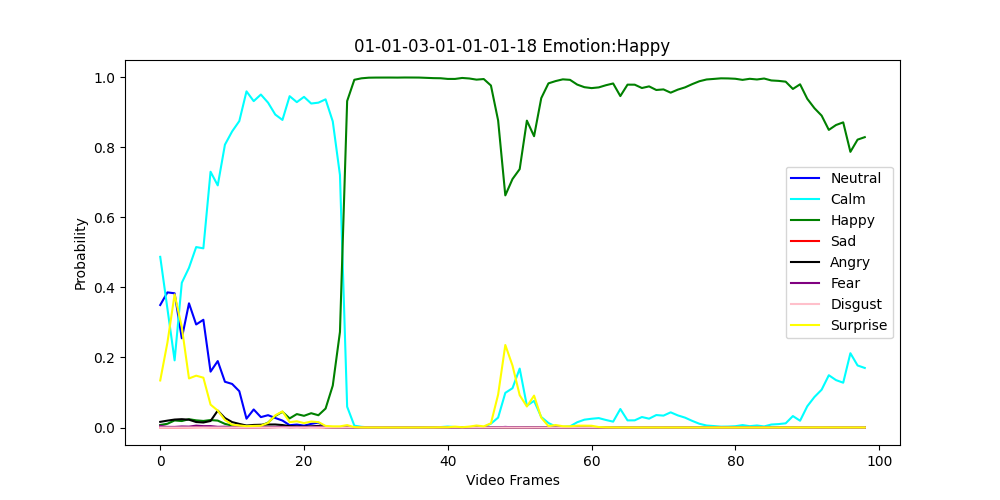 01-01-03-01-01-01-18 Emotion:Happy
Probability
1.0
0.8
0.6
0.4
0.2
0.0
0
20
40
60
80
100
Video Frames
Neutral
Calm
Happy
Sad
Angry
Fear
Disgust
Surprise